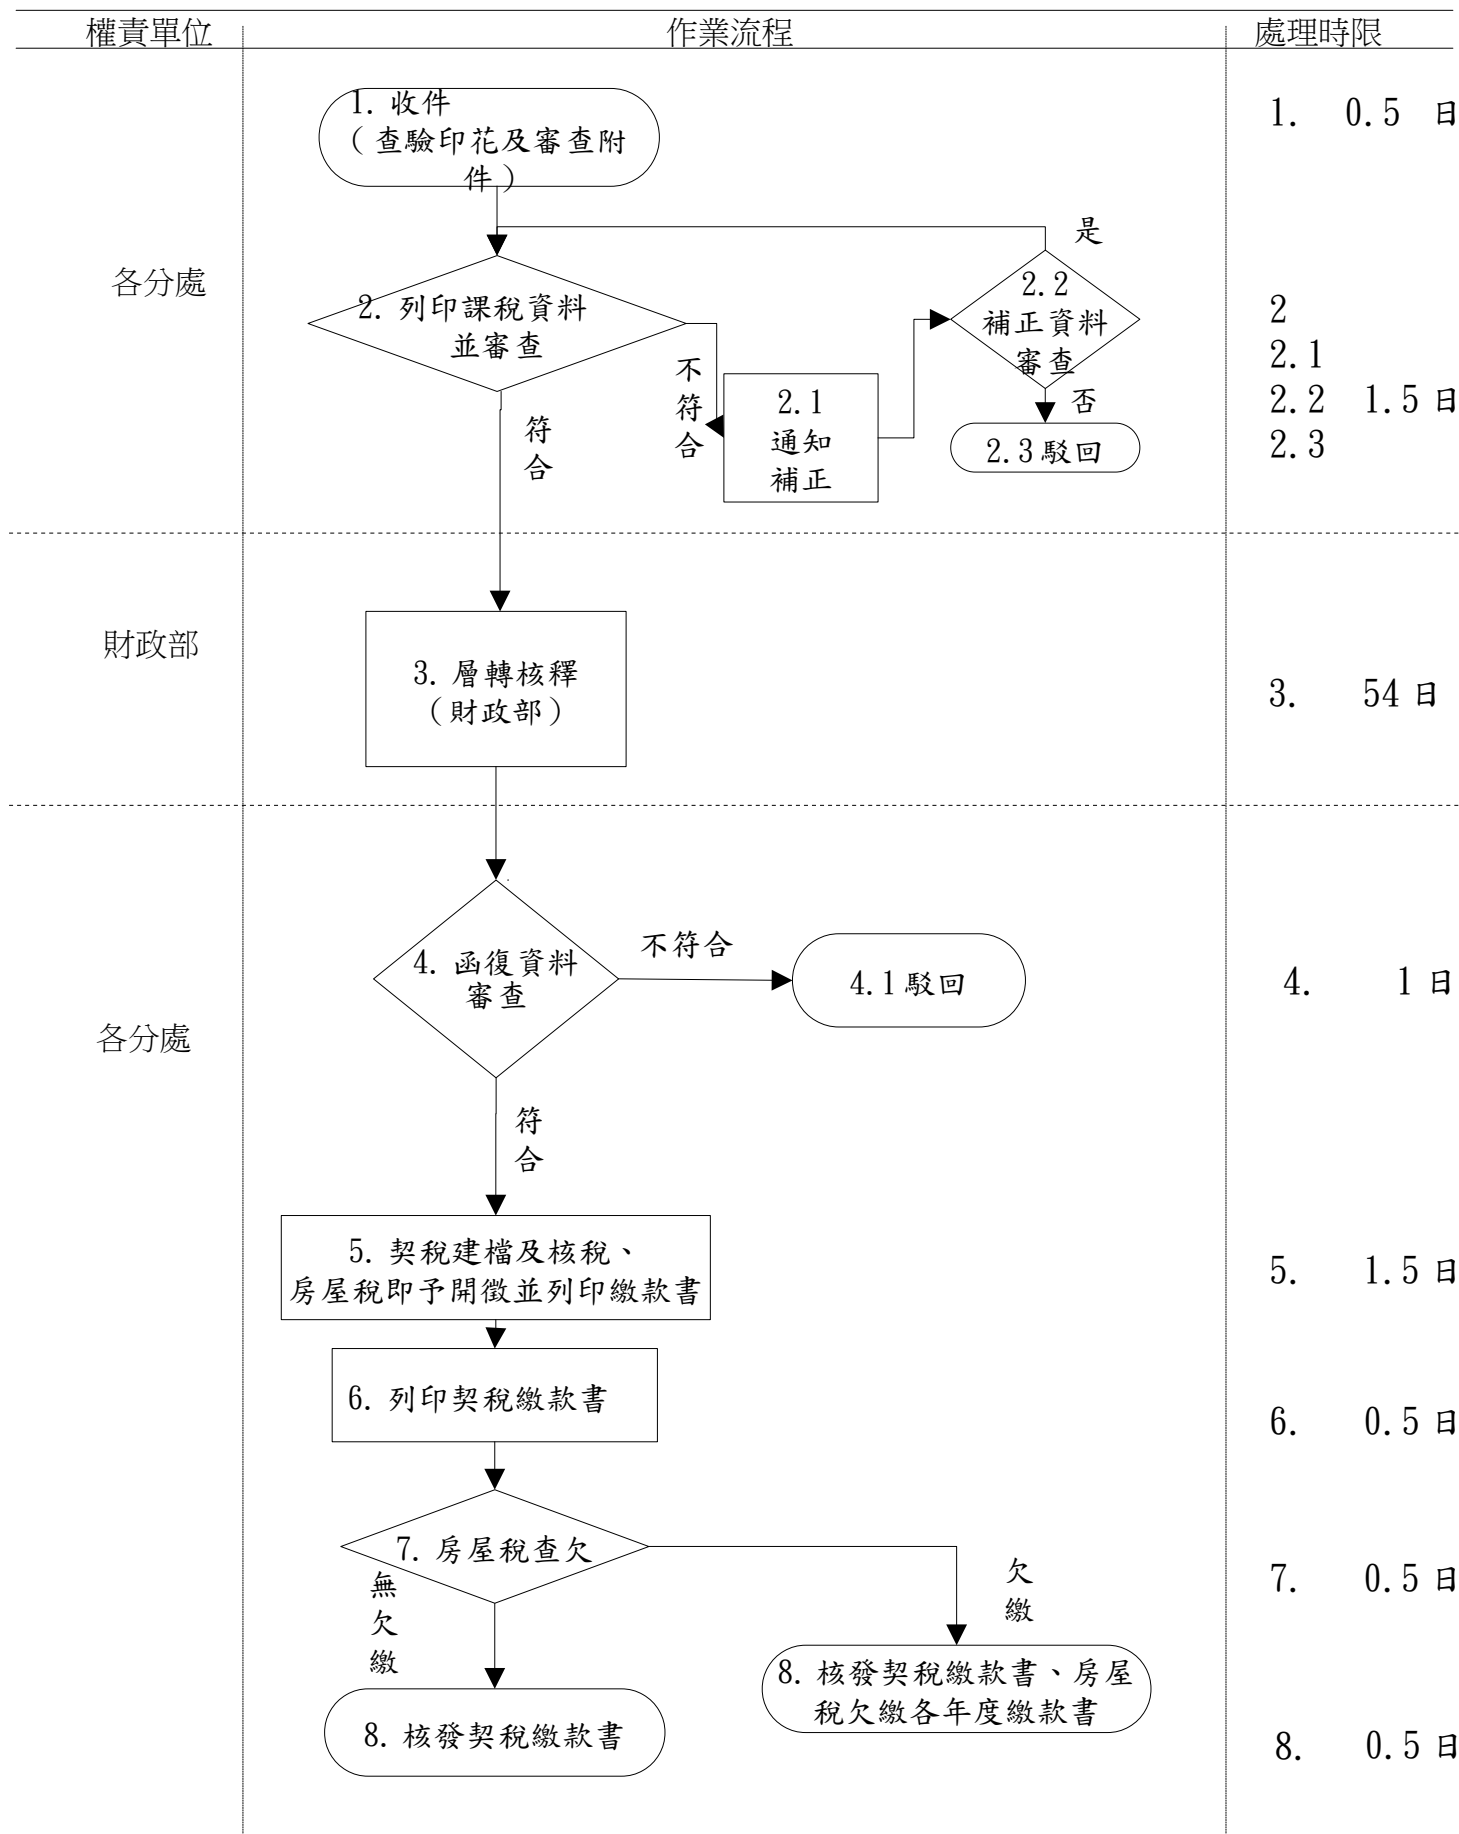 權責單位
作業流程
處理時限
1. 收件
(查驗印花及審查附
件)
1. 0.5 日
各分處
是
2. 列印課稅資料
並審查
2.2
補正資料
審查
不符合
2.1
通知
補正
否
2.3駁回
符合
2
2.1
2.2 1.5日
2.3
財政部
3. 層轉核釋
(財政部)
3. 54日
各分處
4. 函復資料
審查
不符合
4.1駁回
4. 1日
符合
5. 契稅建檔及核稅、
房屋稅即予開徵並列印繳款書
5. 1.5日
6. 列印契稅繳款書
6. 0.5日
7. 房屋稅查欠
無欠繳
欠繳
7. 0.5日
8. 核發契稅繳款書、房屋
稅欠繳各年度繳款書
8. 核發契稅繳款書
8. 0.5日